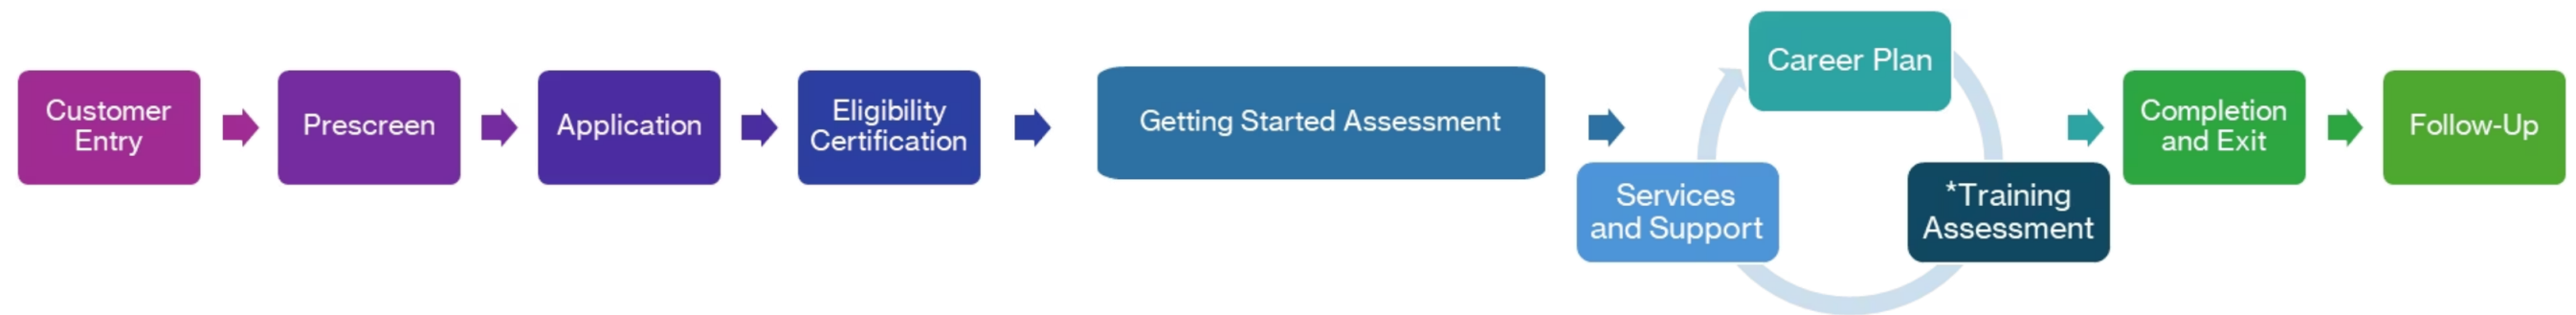 Customer
Entry
Prescreen
Application
Eligibility
Certification
Getting Started Assessment
Career Plan
*Training
Assessment
Services
and Support
Completion
and Exit
Follow-Up